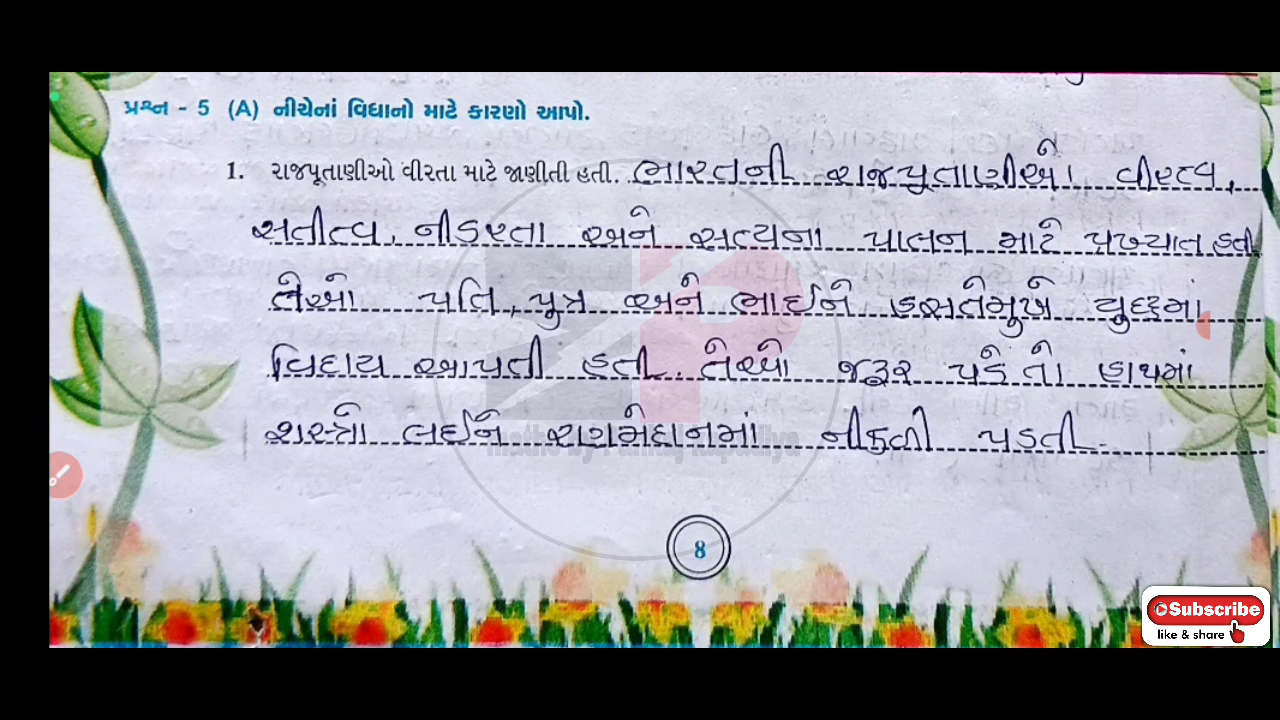 પ્રશ્ન - 5 (A) નીચેનાં વિધાનો માટે કારણો આપો.
1. રાજપૂતાણીઓ વીરતા માટે જાણીતી હતી. ભારતની રાજપુતાણીઓ વીરત્વ,
સતીત્વ, નીડરતા અને સત્યના પાલન માટે પ્રખ્યાત હતી
તેઓ પતિ, પુત્ર અને ભાઈને હસતેમુખે યુદ્ધમાં
વિદાય આપતી હતી. તેઓ જરૂર પડે તો હાથમાં
શસ્ત્રો લઈને રણમેદાનમાં નીકળી પડતી.
8
Subscribe
like & share